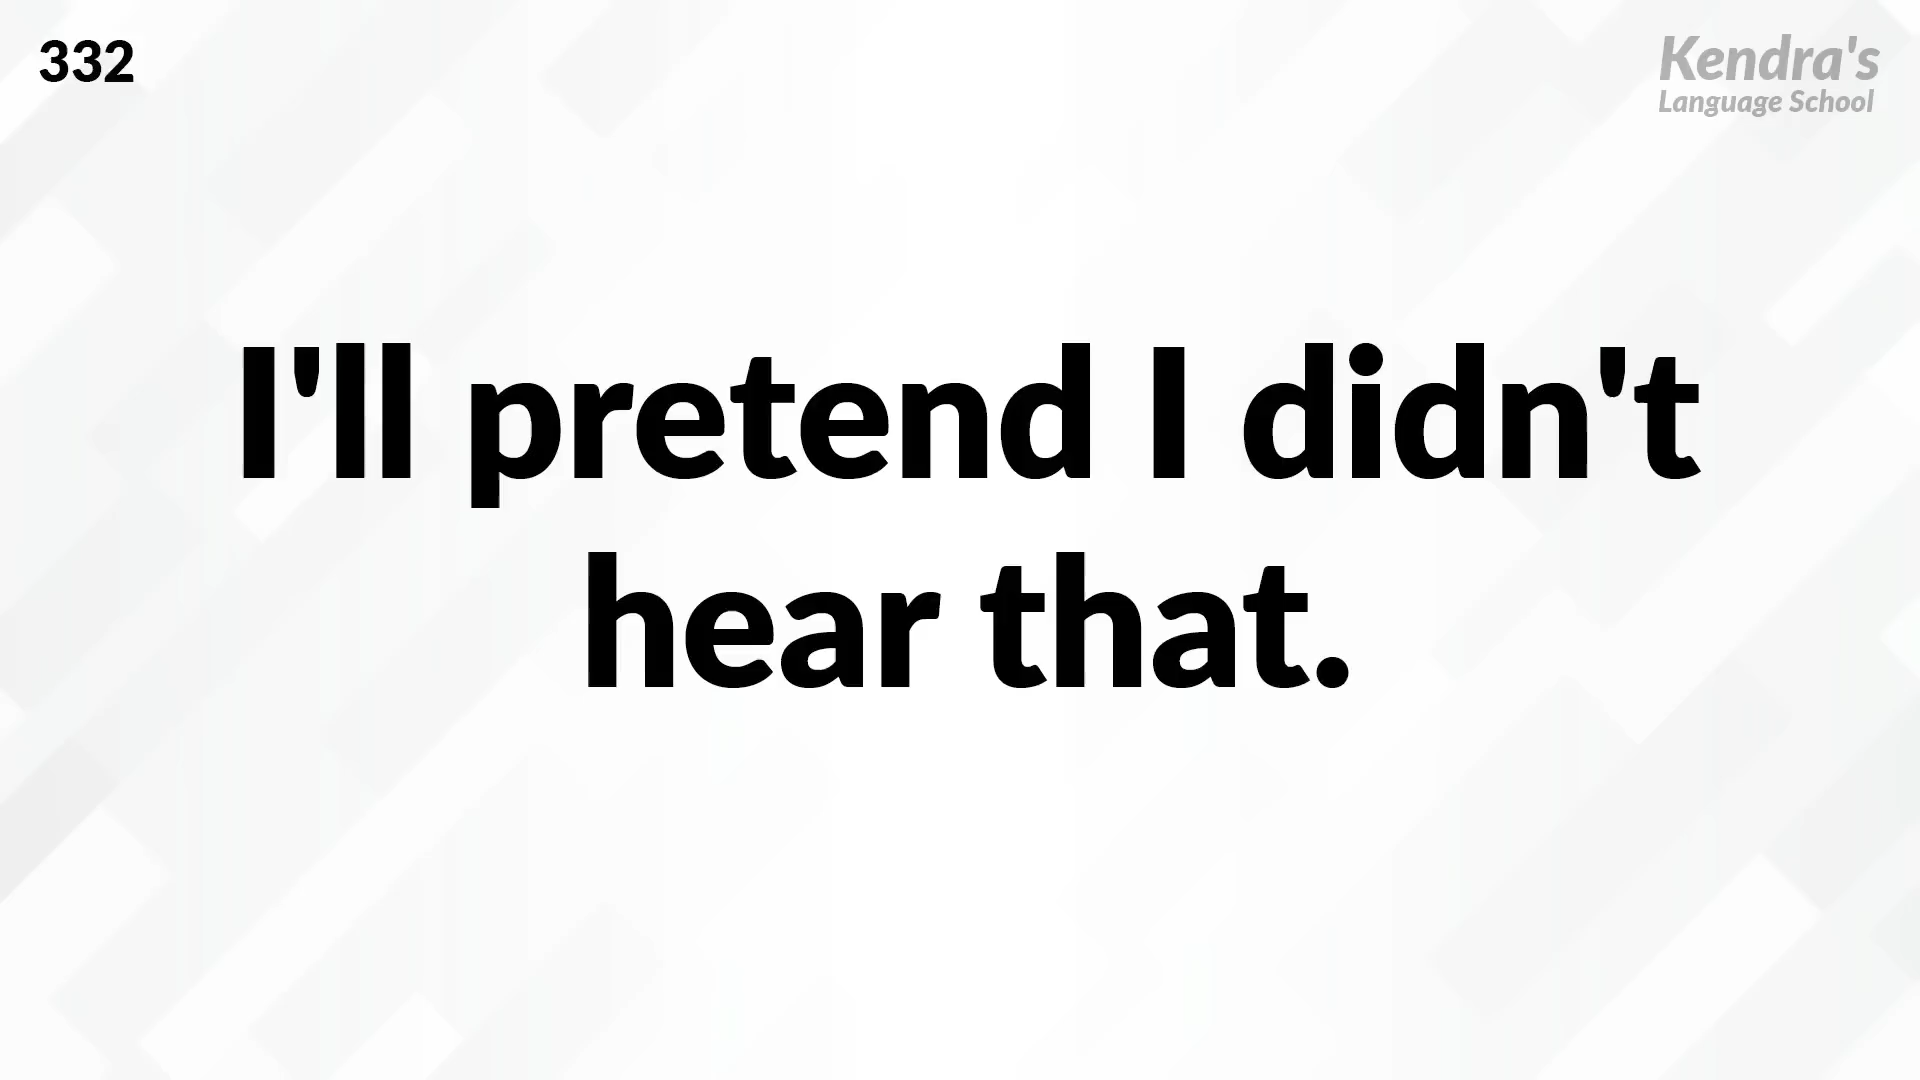 332
Kendra's
Language School
I'll pretend I didn't
hear that.